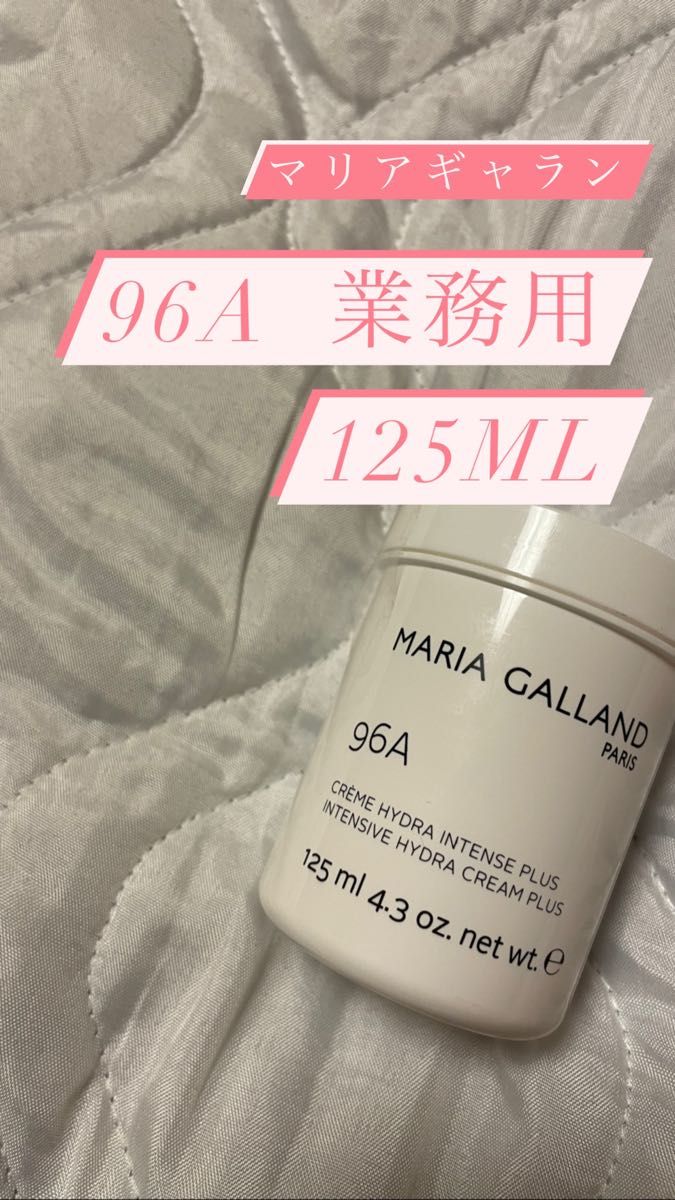 マリアギャラン
96A 業務用
125ML
MARIA GALLAND
PARIS
96A
CRÈME HYDRA INTENSE PLUS
INTENSIVE HYDRA CREAM PLUS
125 ml 4.3 oz. net wt. ℮